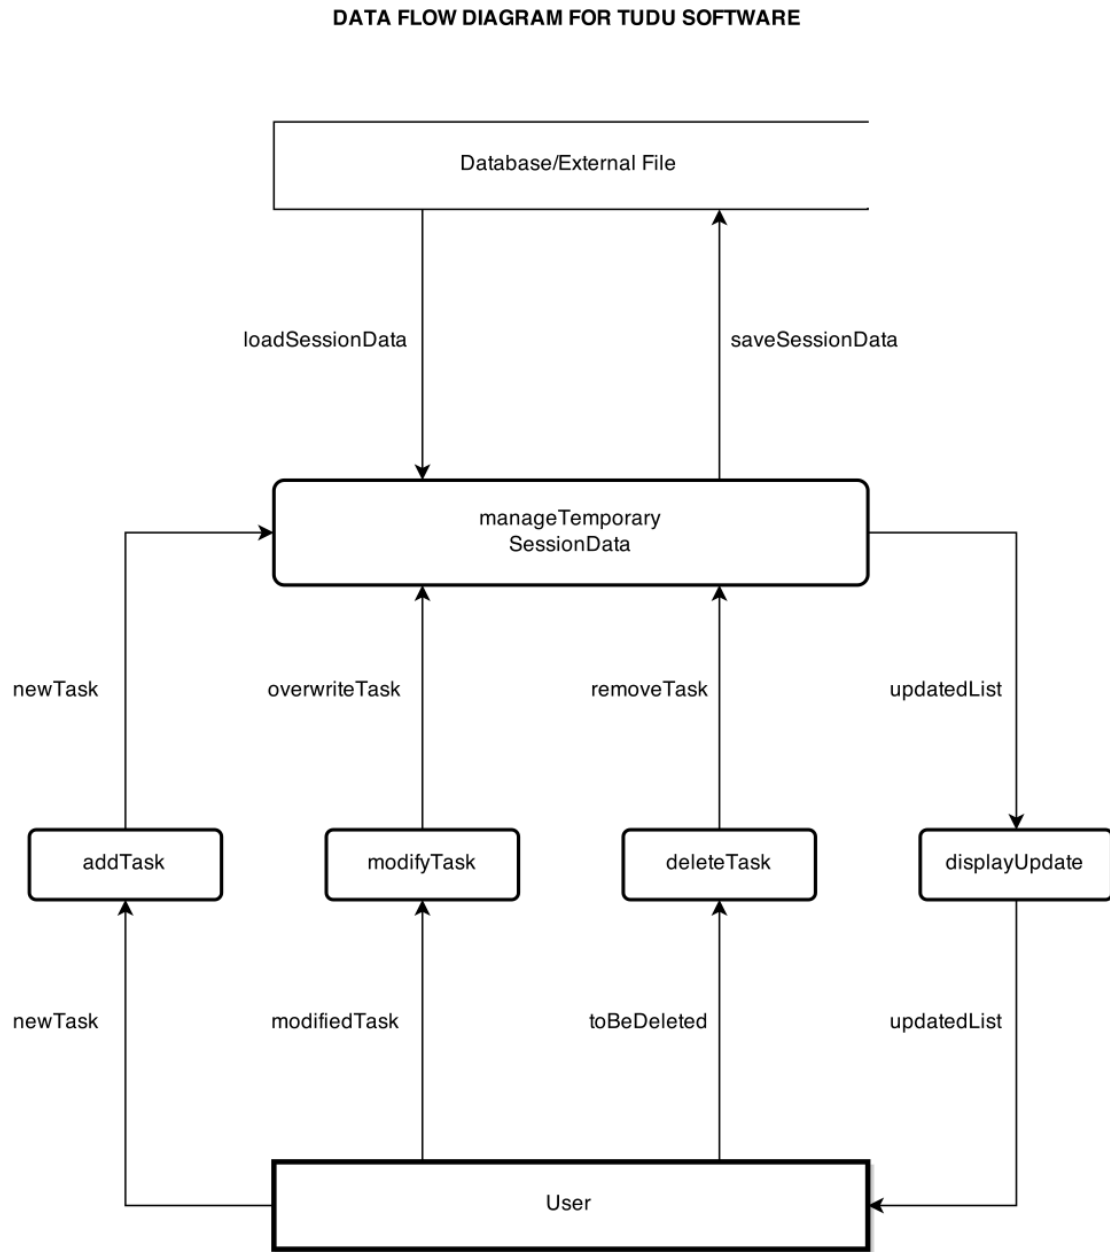 DATA FLOW DIAGRAM FOR TUDU SOFTWARE
Database/External File
loadSessionData
saveSessionData
manageTemporary
SessionData
newTask
overwriteTask
removeTask
updatedList
addTask
modifyTask
deleteTask
displayUpdate
newTask
modifiedTask
toBeDeleted
updatedList
User